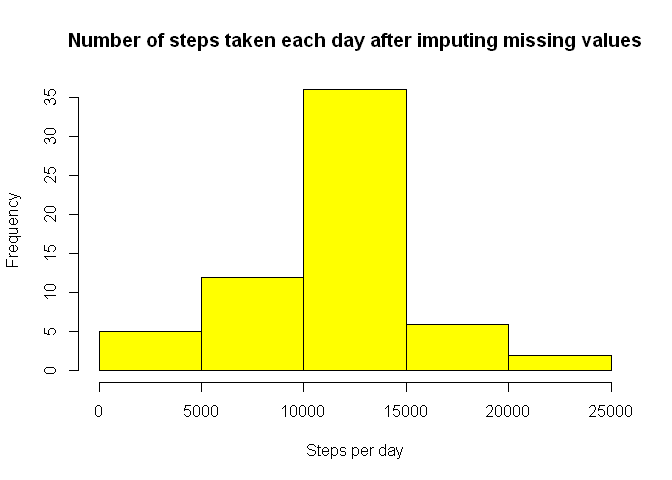 Number of steps taken each day after imputing missing values
Frequency
35
30
25
20
15
10
5
0
0 5000 10000 15000 20000 25000
Steps per day